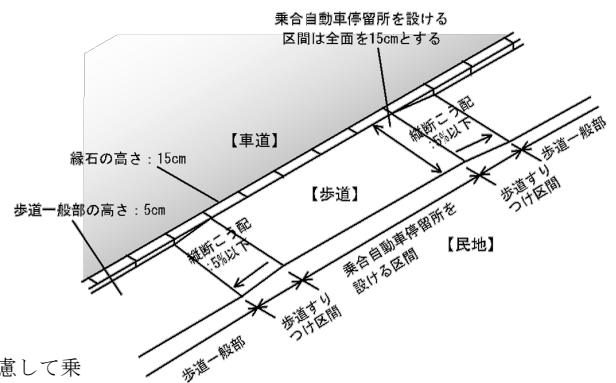 乗合自動車停留所を設ける
区間は全面を15cmとする
【車道】
縦断こう配
:5%以下
縁石の高さ：15cm
【歩道】
歩道一般部
歩道すり
つけ区間
歩道一般部の高さ：5cm
縦断こう配
:5%以下
乗合自動車停留所を
設ける区間
【民地】
歩道すり
つけ区間
歩道一般部
慮して乗